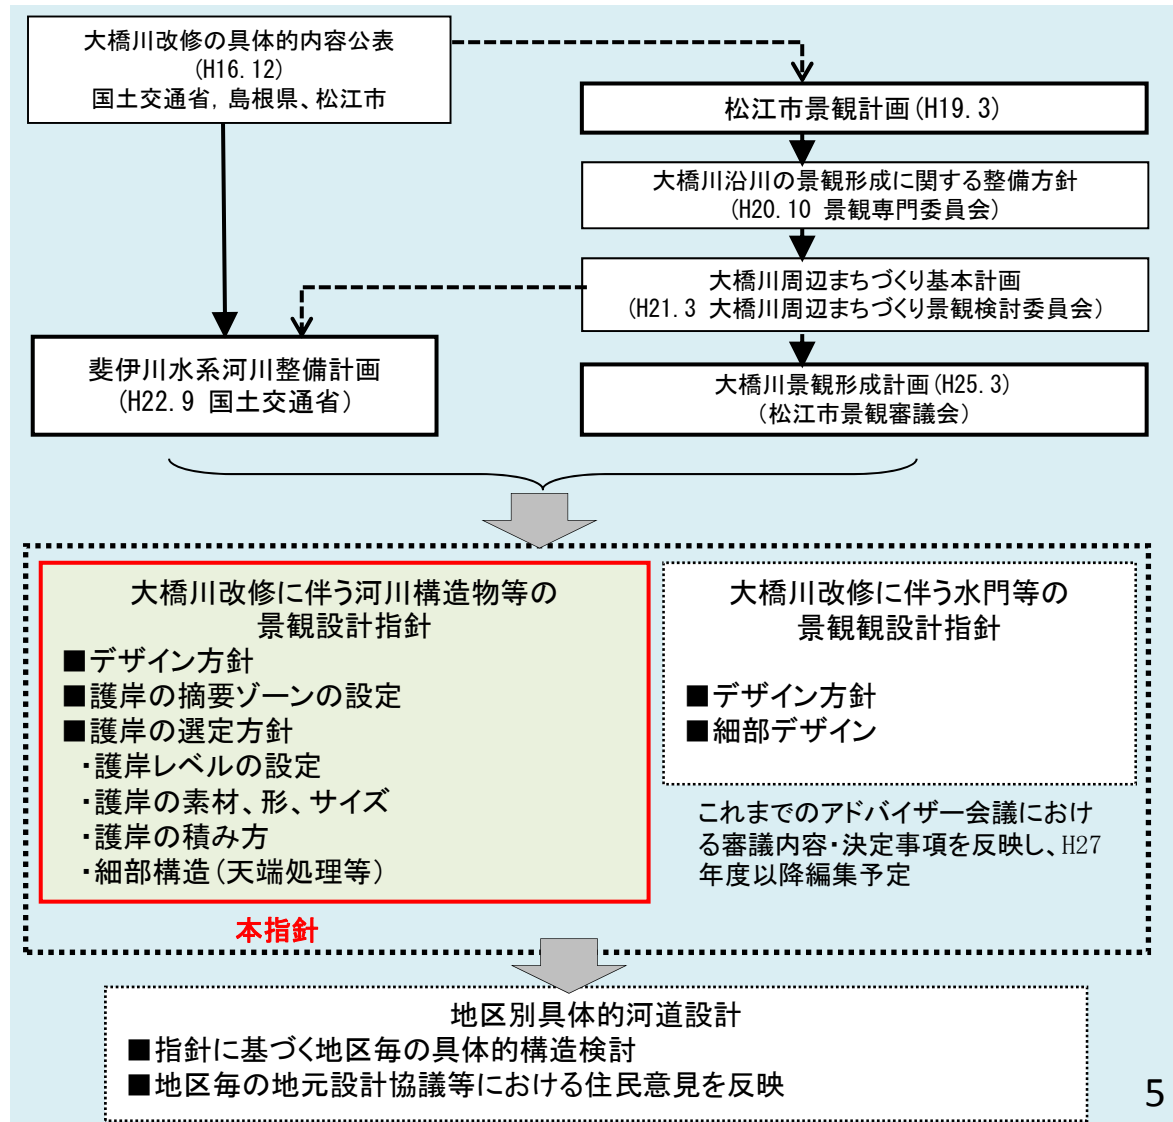 大橋川改修の具体的内容公表
(H16.12)
国土交通省, 島根県、松江市
松江市景観計画(H19.3)
大橋川沿川の景観形成に関する整備方針
(H20.10 景観専門委員会)
大橋川周辺まちづくり基本計画
(H21.3 大橋川周辺まちづくり景観検討委員会)
斐伊川水系河川整備計画
(H22.9 国土交通省)
大橋川景観形成計画(H25.3)
(松江市景観審議会)
大橋川改修に伴う河川構造物等の
景観設計指針
■デザイン方針
■護岸の摘要ゾーンの設定
■護岸の選定方針
・護岸レベルの設定
・護岸の素材、形、サイズ
・護岸の積み方
・細部構造(天端処理等)
本指針
大橋川改修に伴う水門等の
景観観設計指針
■デザイン方針
■細部デザイン
これまでのアドバイザー会議におけ
る審議内容・決定事項を反映し、H27
年度以降編集予定
地区別具体的河道設計
■指針に基づく地区毎の具体的構造検討
■地区毎の地元設計協議等における住民意見を反映
5